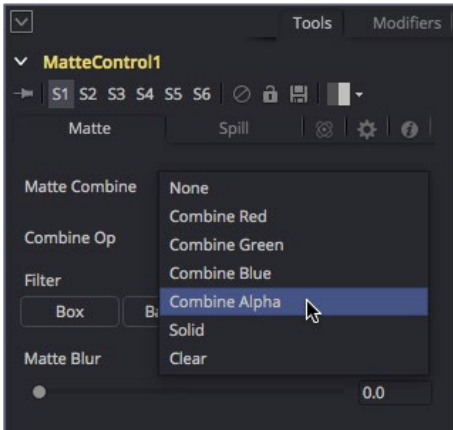 Tools Modifiers
MatteControl1
S1 S2 S3 S4 S5 S6
Matte Spill
Matte Combine
None
Combine Red
Combine Op
Combine Green
Combine Blue
Filter
Combine Alpha
Box
Solid
Matte Blur
Clear
0.0